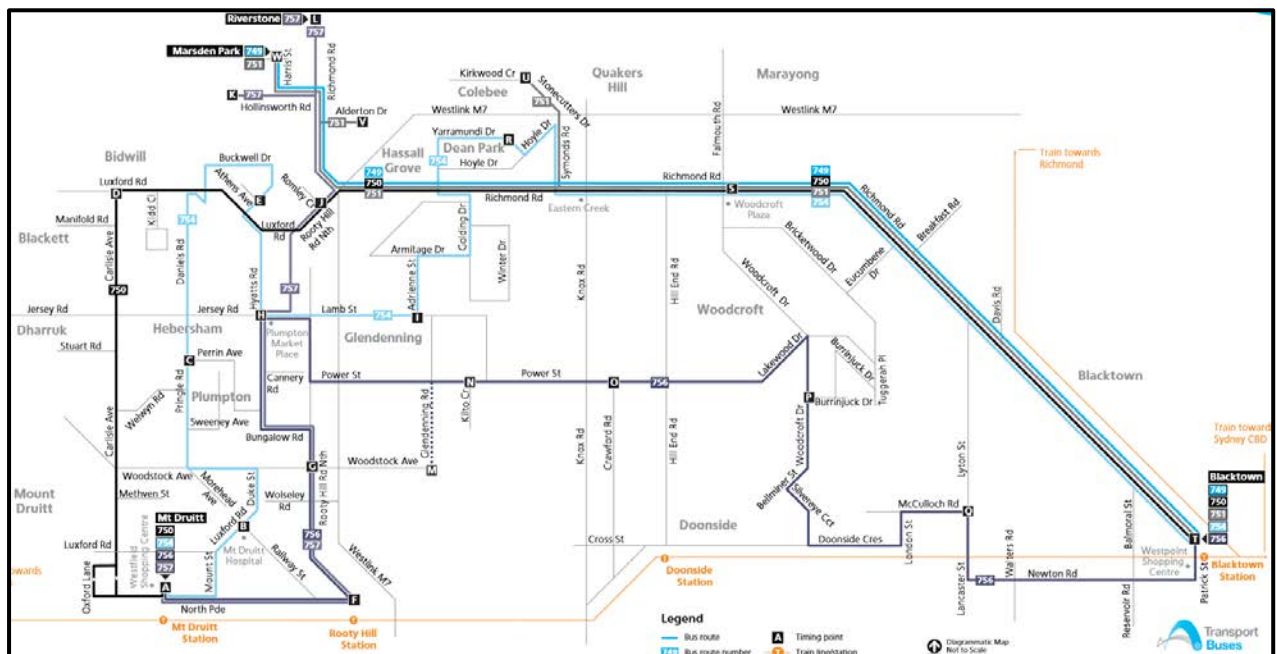 Riverstone 757 L
757
Marsden Park 749 W
751
Harris St
Richmond Rd
K 757
Hollinsworth Rd
Alderton Dr
751 V
Kirkwood Cr U
Colebee
Stonecutters Dr
751
Quakers
Hill
Marayong
Westlink M7
Westlink M7
Falmouth Rd
Symonds Rd
Yarramundi Dr R
Dean Park
Hoyle Dr
Hoyle Dr
754
Hassall
Grove
Bidwill
Buckwell Dr
Athens Ave
E
Luxford Rd
D
Kidd Cl
Manifold Rd
Blackett
Carlisle Ave
750
754
Daniels Rd
Luxford
Rd
J
Rooty Hill
Rd Nth
749
750
751
Richmond Rd
Richmond Rd
Eastern Creek
S
Woodcroft
Plaza
749
750
751
754
Richmond Rd
Breakfast Rd
Eucumbene
Dr
Bricketwood Dr
Davis Rd
Train towards
Richmond
Armitage Dr
Golding Dr
Winter Dr
Adrienne St
Knox Rd
Hill End Rd
Woodcroft Dr
Woodcroft
Jersey Rd
Jersey Rd
Hyatts Rd
757
H
Lamb St
754
I
Dharruk
Hebersham
Plumpton
Market
Place
Glendenning
Stuart Rd
C
Perrin Ave
Pringle Rd
Plumpton
Welwyn Rd
Sweeney Ave
Cannery
Rd
Power St
N
Power St
O
756
Lakewood Dr
Burrinjuck Dr
Tuggerah Pl
P
Burrinjuck Dr
Blacktown
Train toward
Sydney CBD
Carlisle Ave
Bungalow Rd
Rooty Hill Rd Nth
Glendenning Rd
Kilto Cr
Knox Rd
Crawford Rd
Hill End Rd
Woodcroft Dr
Lyton St
Woodstock Ave
G
Woodstock Ave
M
Morehead
Ave
Duke St
Methven St
Wolseley
Rd
Bellminer St
Silvereye Cct
Mount
Druitt
Mt Druitt
750
754
756
757
Luxford Rd
B
Mt Druitt
Hospital
756
757
Railway St
Westlink M7
Doonside
McCulloch Rd
Q
Blacktown
749
750
751
754
756
T
Luxford Rd
Westfield
Shopping Centre
Mount St
Oxford Lane
Cross St
Doonside Cres
London St
Walters Rd
Balmoral St
Westpoint
Shopping
Centre
Patrick St
Blacktown
Station
towards
A
North Pde
F
Doonside
Station
Lancaster St
756
Newton Rd
Reservoir Rd
Mt Druitt
Station
Rooty Hill
Station
Legend
Bus route
A Timing point
Diagrammatic Map
Not to Scale
749 Bus route number
T Train line/station
Transport
Buses